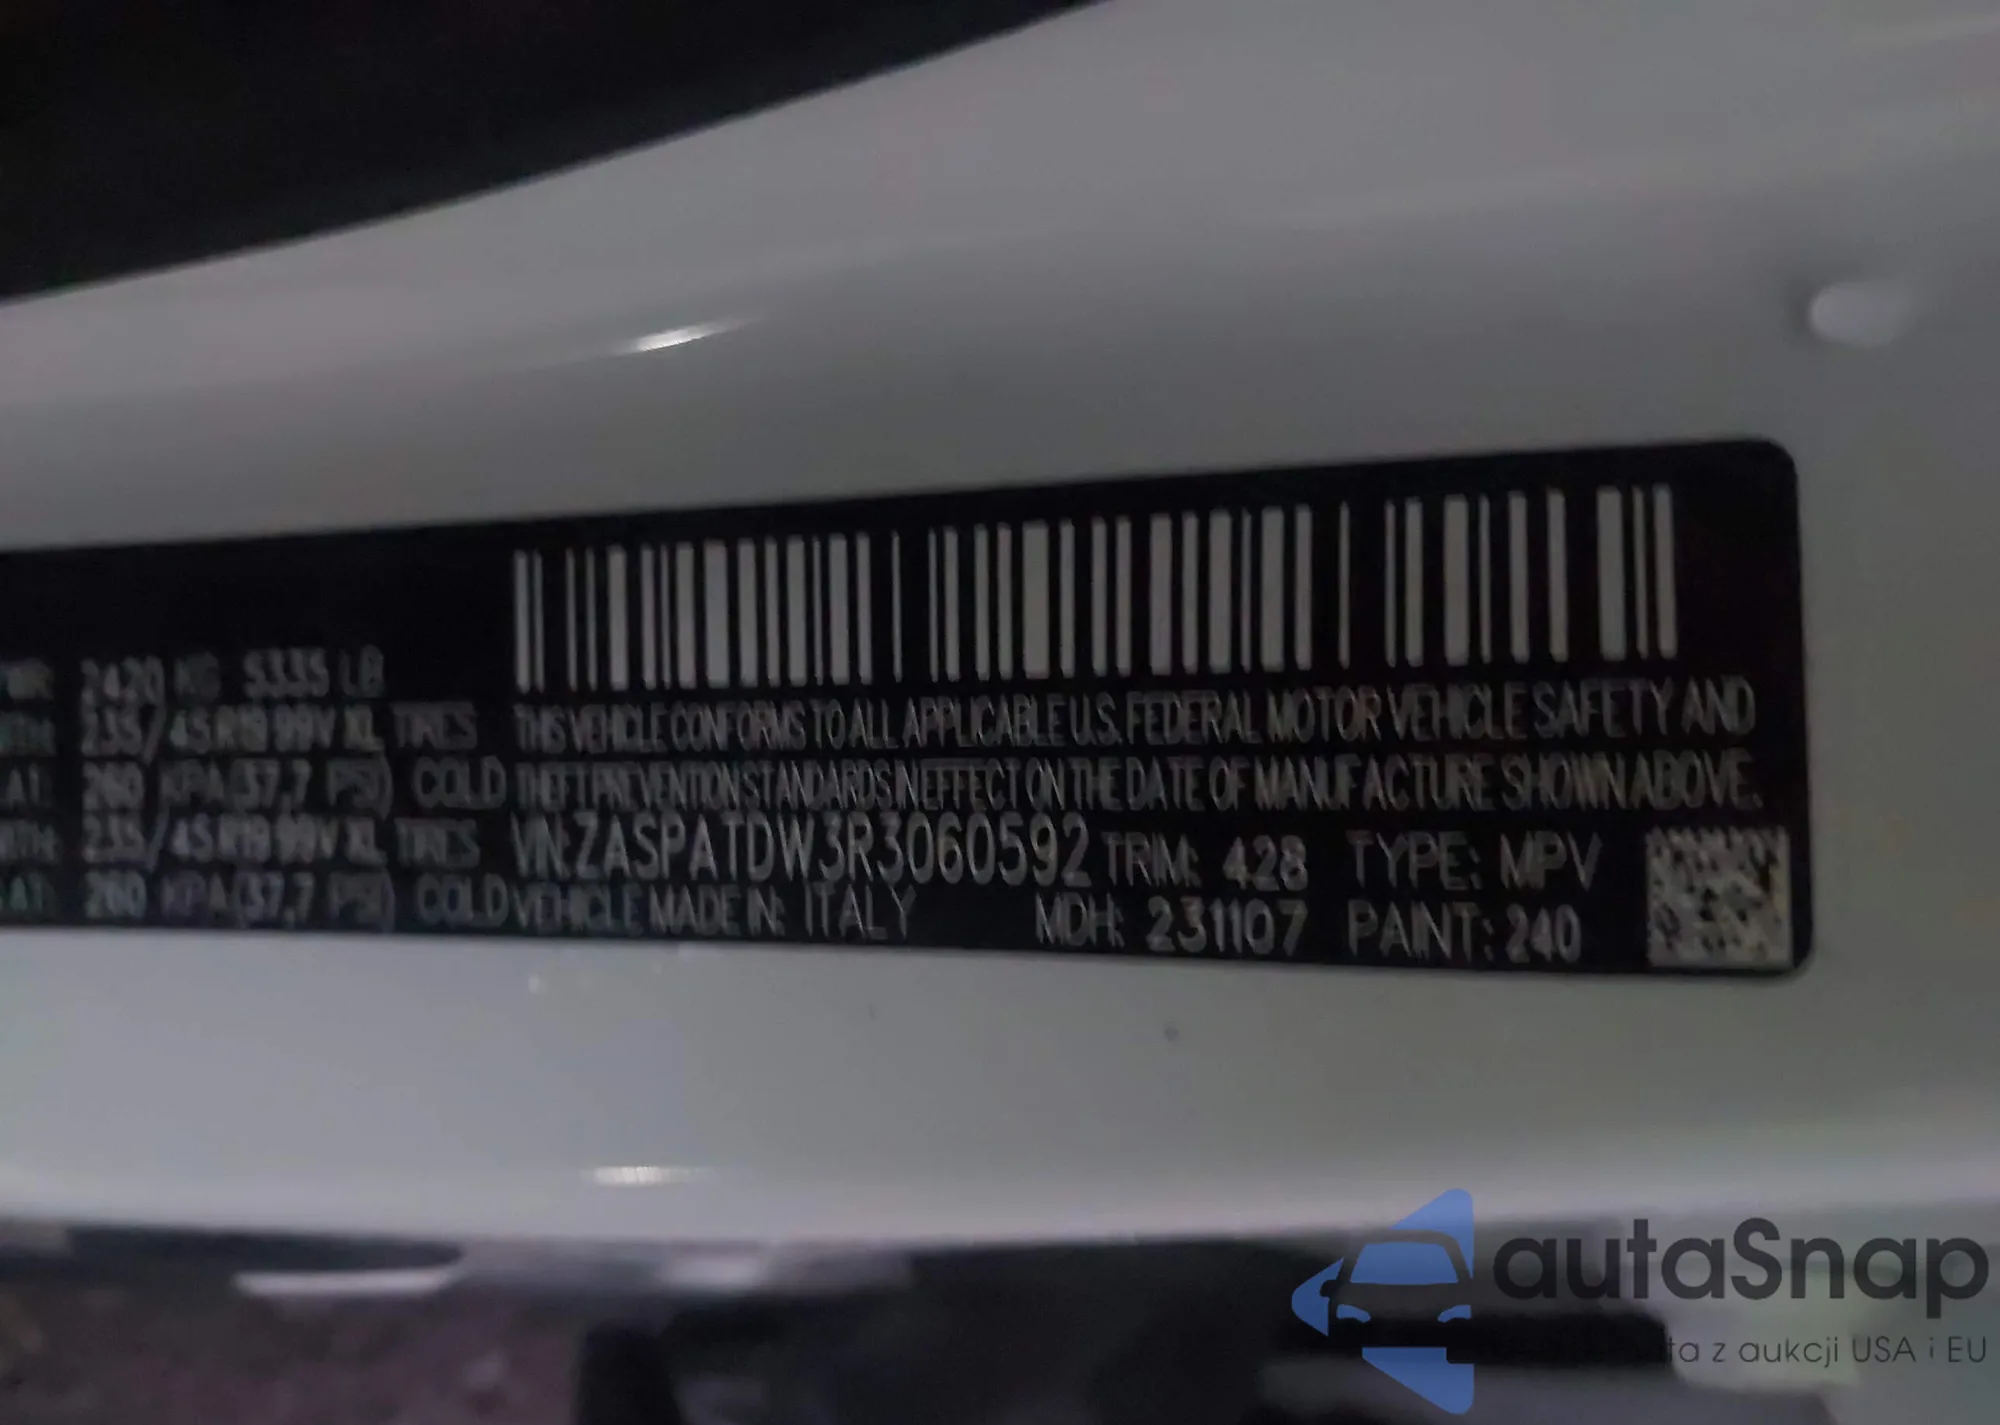 2420 KG 5335 LB
235/45R19 99V XL TIRES
260 KPA(37,7 PSI) COLD
235/45R19 99V XL TIRES
260 KPA(37,7 PSI) COLD
THIS VEHICLE CONFORMS TO ALL APPLICABLE U.S. FEDERAL MOTOR VEHICLE SAFETY AND
THEFT PREVENTION STANDARDS IN EFFECT ON THE DATE OF MANUFACTURE SHOWN ABOVE.
VIN:ZASPATDW3R3060592 TRIM: 428 TYPE: MPV
VEHICLE MADE IN: ITALY MDH: 231107 PAINT: 240
autaSnap
z aukcji USA i EU